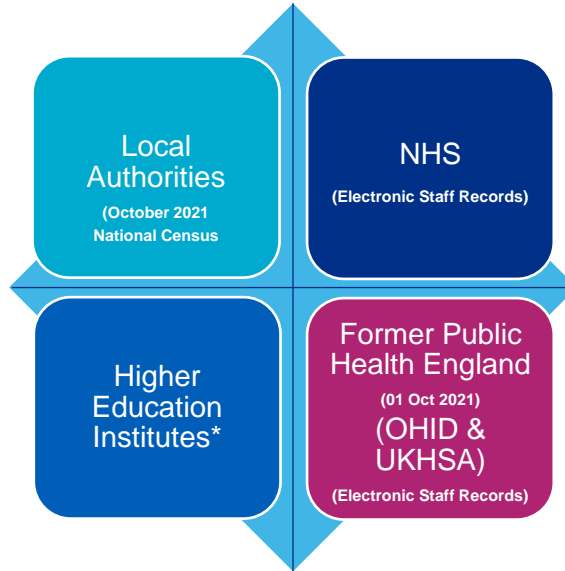 Local
Authorities
(October 2021
National Census
NHS
(Electronic Staff Records)
Higher
Education
Institutes*
Former Public
Health England
(01 Oct 2021)
(OHID &
UKHSA)
(Electronic Staff Records)